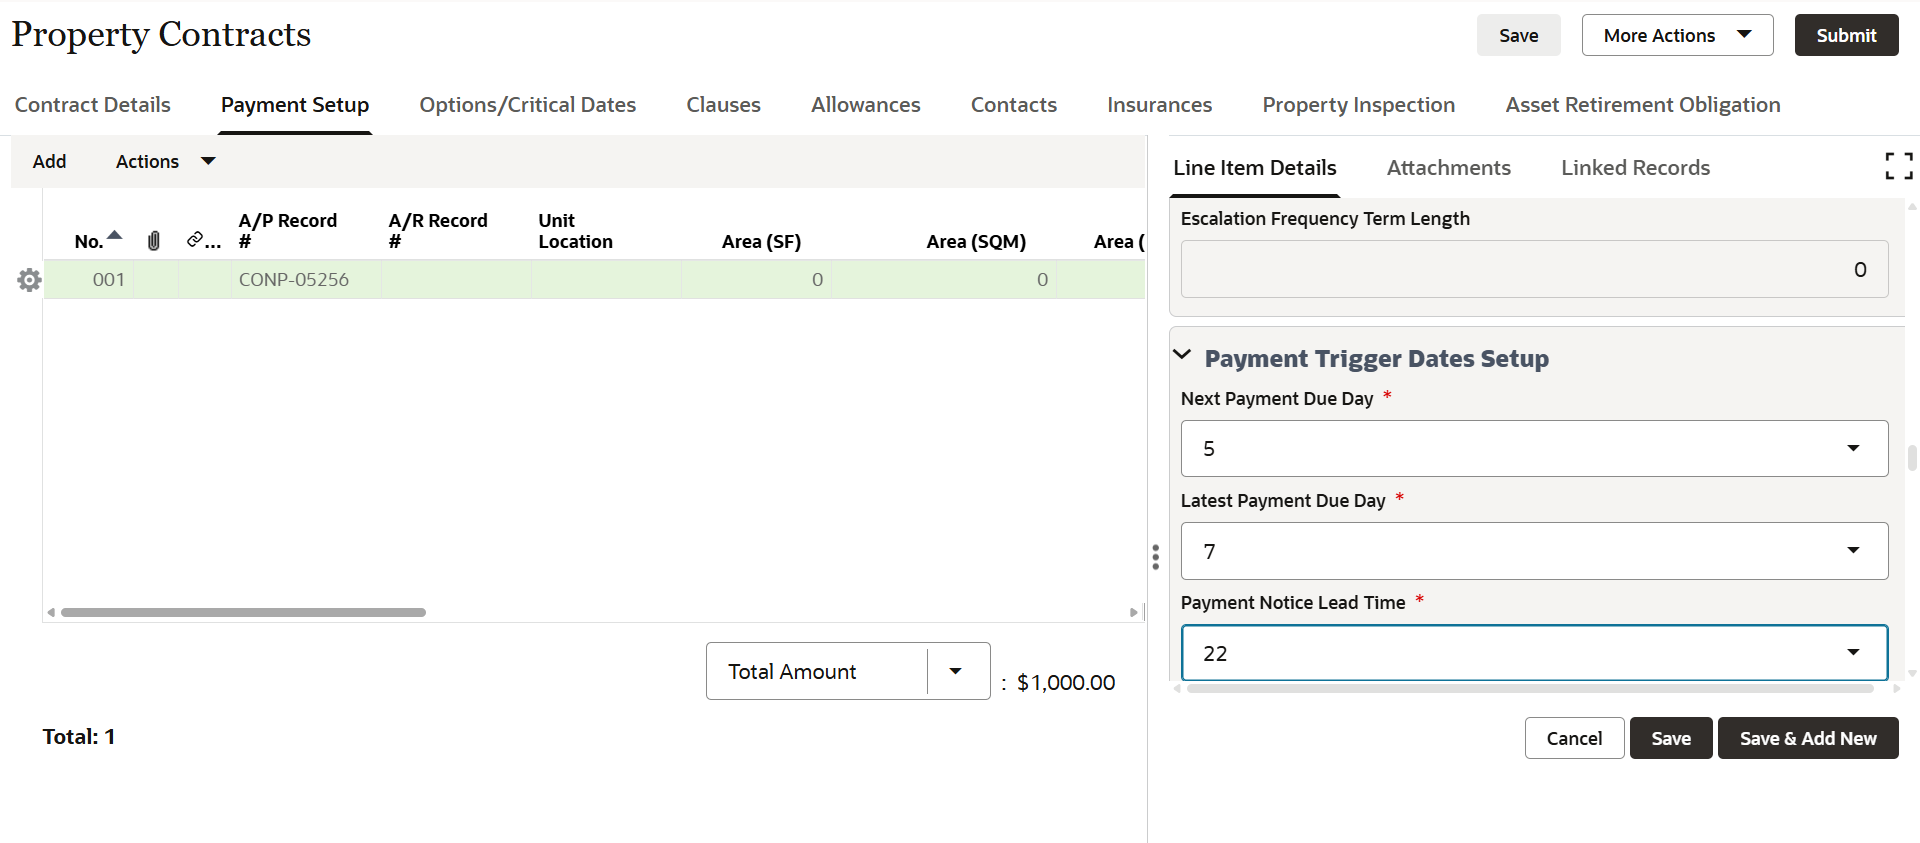 Property Contracts
Save
More Actions
Submit
Contract Details
Payment Setup
Options/Critical Dates
Clauses
Allowances
Contacts
Insurances
Property Inspection
Asset Retirement Obligation
Add
Actions
No.
...
A/P Record
#
A/R Record
#
Unit
Location
Area (SF)
Area (SQM)
Area (
001
CONP-05256
0
0
Total Amount
: $1,000.00
Total: 1
Line Item Details
Attachments
Linked Records
Escalation Frequency Term Length
0
Payment Trigger Dates Setup
Next Payment Due Day *
5
Latest Payment Due Day *
7
Payment Notice Lead Time *
22
Cancel
Save
Save & Add New